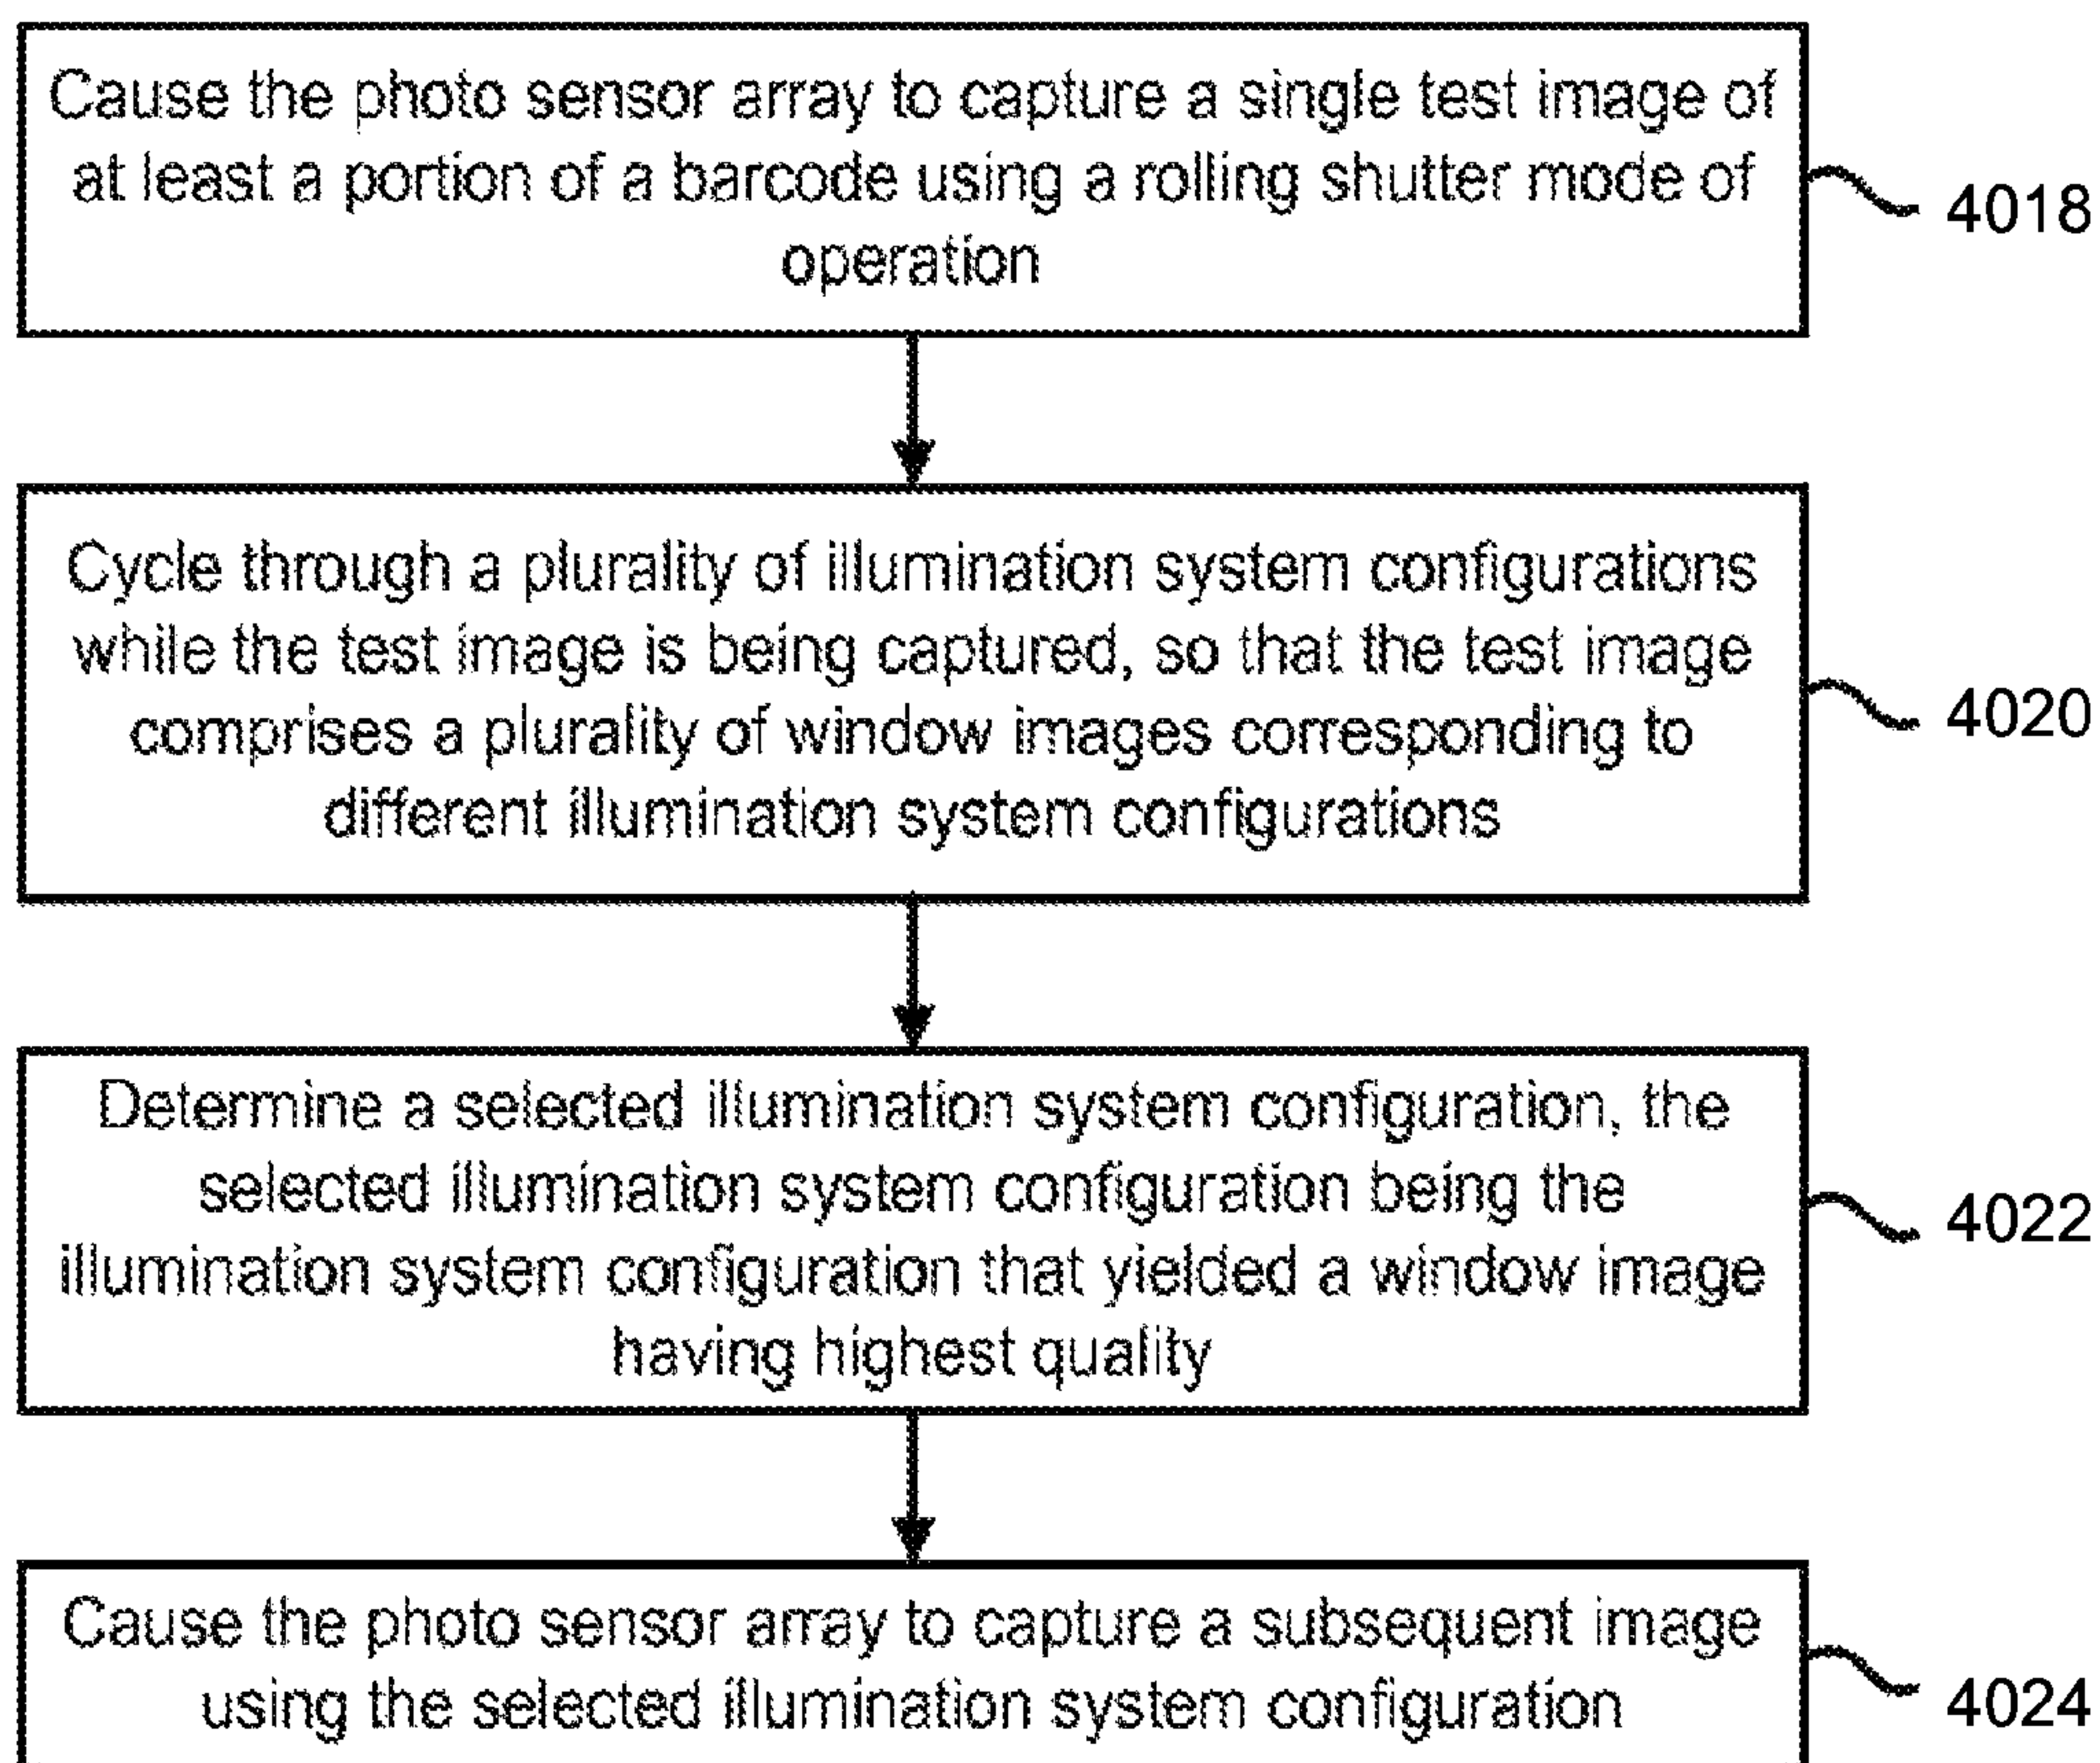 Cause the photo sensor array to capture a single test image of
at least a portion of a barcode using a rolling shutter mode of
operation
4018
Cycle through a plurality of illumination system configurations
while the test image is being captured, so that the test image
comprises a plurality of window images corresponding to
different illumination system configurations
4020
Determine a selected illumination system configuration, the
selected illumination system configuration being the
illumination system configuration that yielded a window image
having highest quality
4022
Cause the photo sensor array to capture a subsequent image
using the selected illumination system configuration
4024